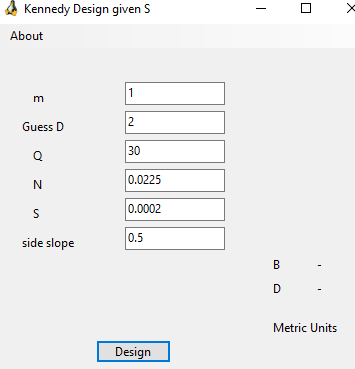 Kennedy Design given S
About
m 1
Guess D 2
Q 30
N 0.0225
S 0.0002
side slope 0.5
B -
D -
Metric Units
Design